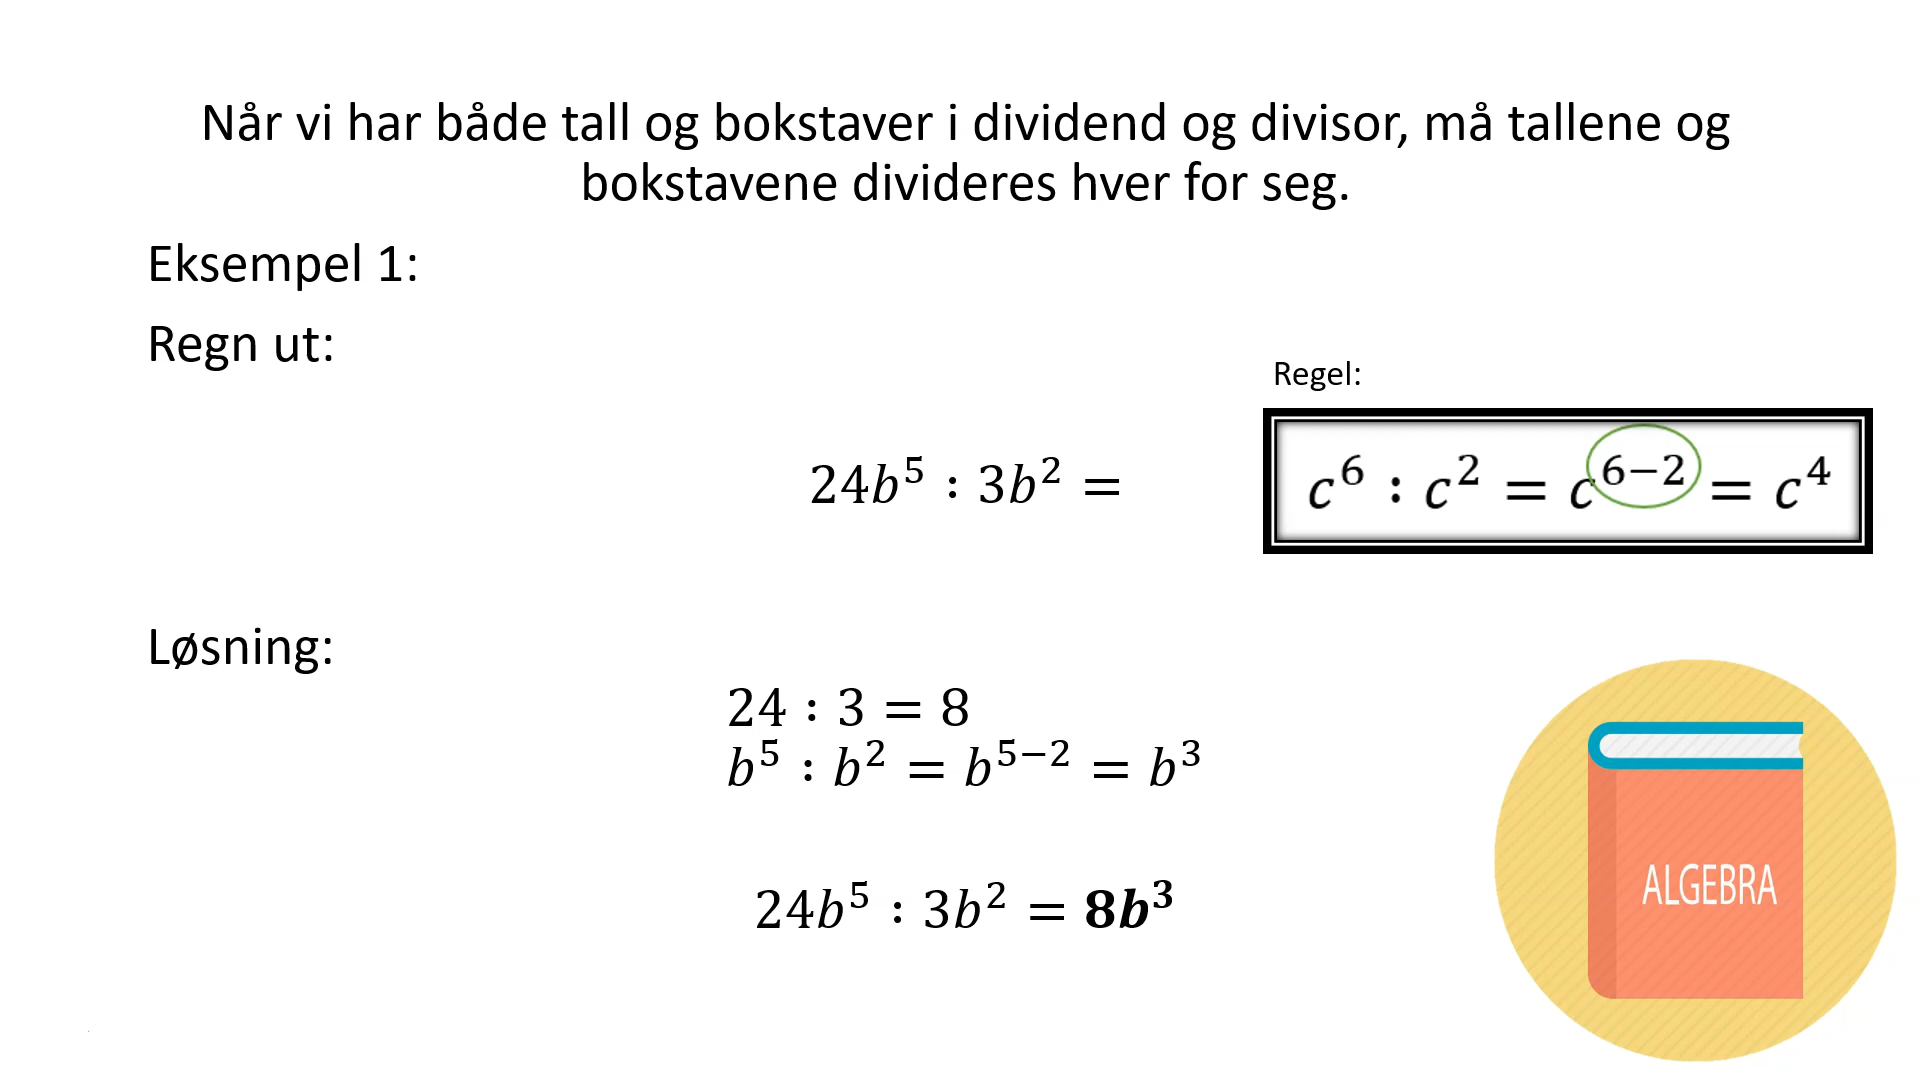 Når vi har både tall og bokstaver i dividend og divisor, må tallene og
bokstavene divideres hver for seg.
Eksempel 1:
Regn ut:
Regel:
24b⁵ : 3b² =
c⁶ : c² = c⁶⁻² = c⁴
Løsning:
24 : 3 = 8
b⁵ : b² = b⁵⁻² = b³
24b⁵ : 3b² = 8b³
ALGEBRA